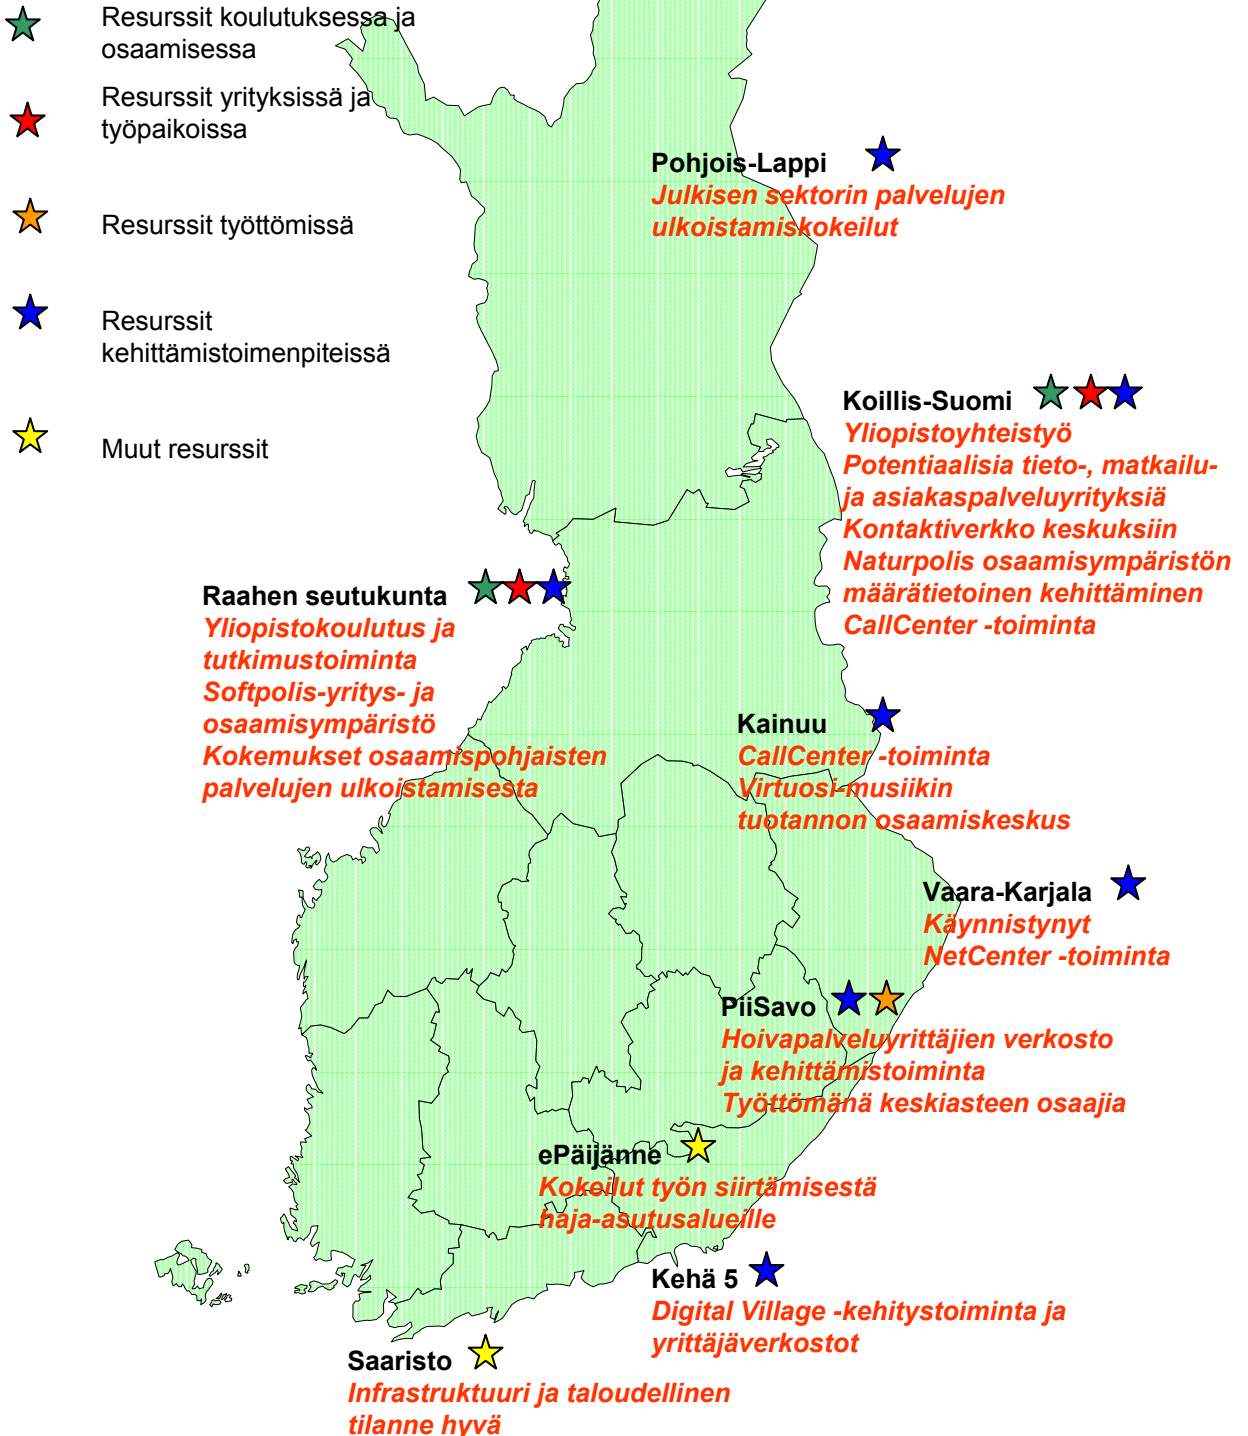 Resurssit koulutuksessa ja
osaamisessa
Resurssit yrityksissä ja
työpaikoissa
Resurssit työttömissä
Resurssit
kehittämistoimenpiteissä
Muut resurssit
Pohjois-Lappi
Julkisen sektorin palvelujen
ulkoistamiskokeilut
Koillis-Suomi
Yliopistoyhteistyö
Potentiaalisia tieto-, matkailu-
ja asiakaspalveluyrityksiä
Kontaktiverkko keskuksiin
Naturpolis osaamisympäristön
määrätietoinen kehittäminen
CallCenter -toiminta
Raahen seutukunta
Yliopistokoulutus ja
tutkimustoiminta
Softpolis-yritys- ja
osaamisympäristö
Kokemukset osaamispohjaisten
palvelujen ulkoistamisesta
Kainuu
CallCenter -toiminta
Virtuosi-musiikin
tuotannon osaamiskeskus
Vaara-Karjala
Käynnistynyt
NetCenter -toiminta
PiiSavo
Hoivapalveluyrittäjien verkosto
ja kehittämistoiminta
Työttömänä keskiasteen osaajia
ePäijänne
Kokeilut työn siirtämisestä
haja-asutusalueille
Kehä 5
Digital Village -kehitystoiminta ja
yrittäjäverkostot
Saaristo
Infrastruktuuri ja taloudellinen
tilanne hyvä